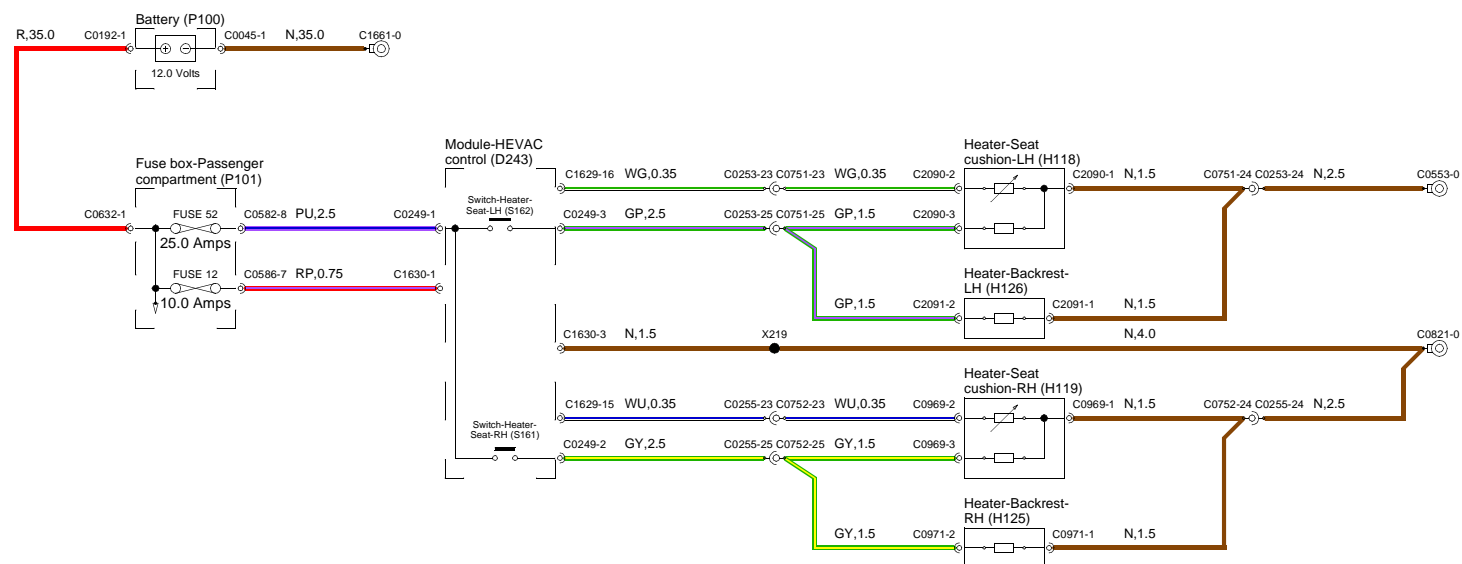 Battery (P100)
R,35.0 C0192-1 C0045-1 N,35.0 C1661-0
12.0 Volts
Fuse box-Passenger
compartment (P101)
C0632-1 FUSE 52 C0582-8 PU,2.5 C0249-1
25.0 Amps
FUSE 12 C0586-7 RP,0.75 C1630-1
10.0 Amps
Module-HEVAC
control (D243)
Switch-Heater-
Seat-LH (S162)
Switch-Heater-
Seat-RH (S161)
Heater-Seat
cushion-LH (H118)
C1629-16 WG,0.35 C0253-23 C0751-23 WG,0.35 C2090-2 C2090-1 N,1.5 C0751-24 C0253-24 N,2.5 C0553-0
C0249-3 GP,2.5 C0253-25 C0751-25 GP,1.5 C2090-3
Heater-Backrest-
LH (H126)
GP,1.5 C2091-2 C2091-1 N,1.5
C1630-3 N,1.5 X219 N,4.0 C0821-0
Heater-Seat
cushion-RH (H119)
C1629-15 WU,0.35 C0255-23 C0752-23 WU,0.35 C0969-2 C0969-1 N,1.5 C0752-24 C0255-24 N,2.5
C0249-2 GY,2.5 C0255-25 C0752-25 GY,1.5 C0969-3
Heater-Backrest-
RH (H125)
GY,1.5 C0971-2 C0971-1 N,1.5